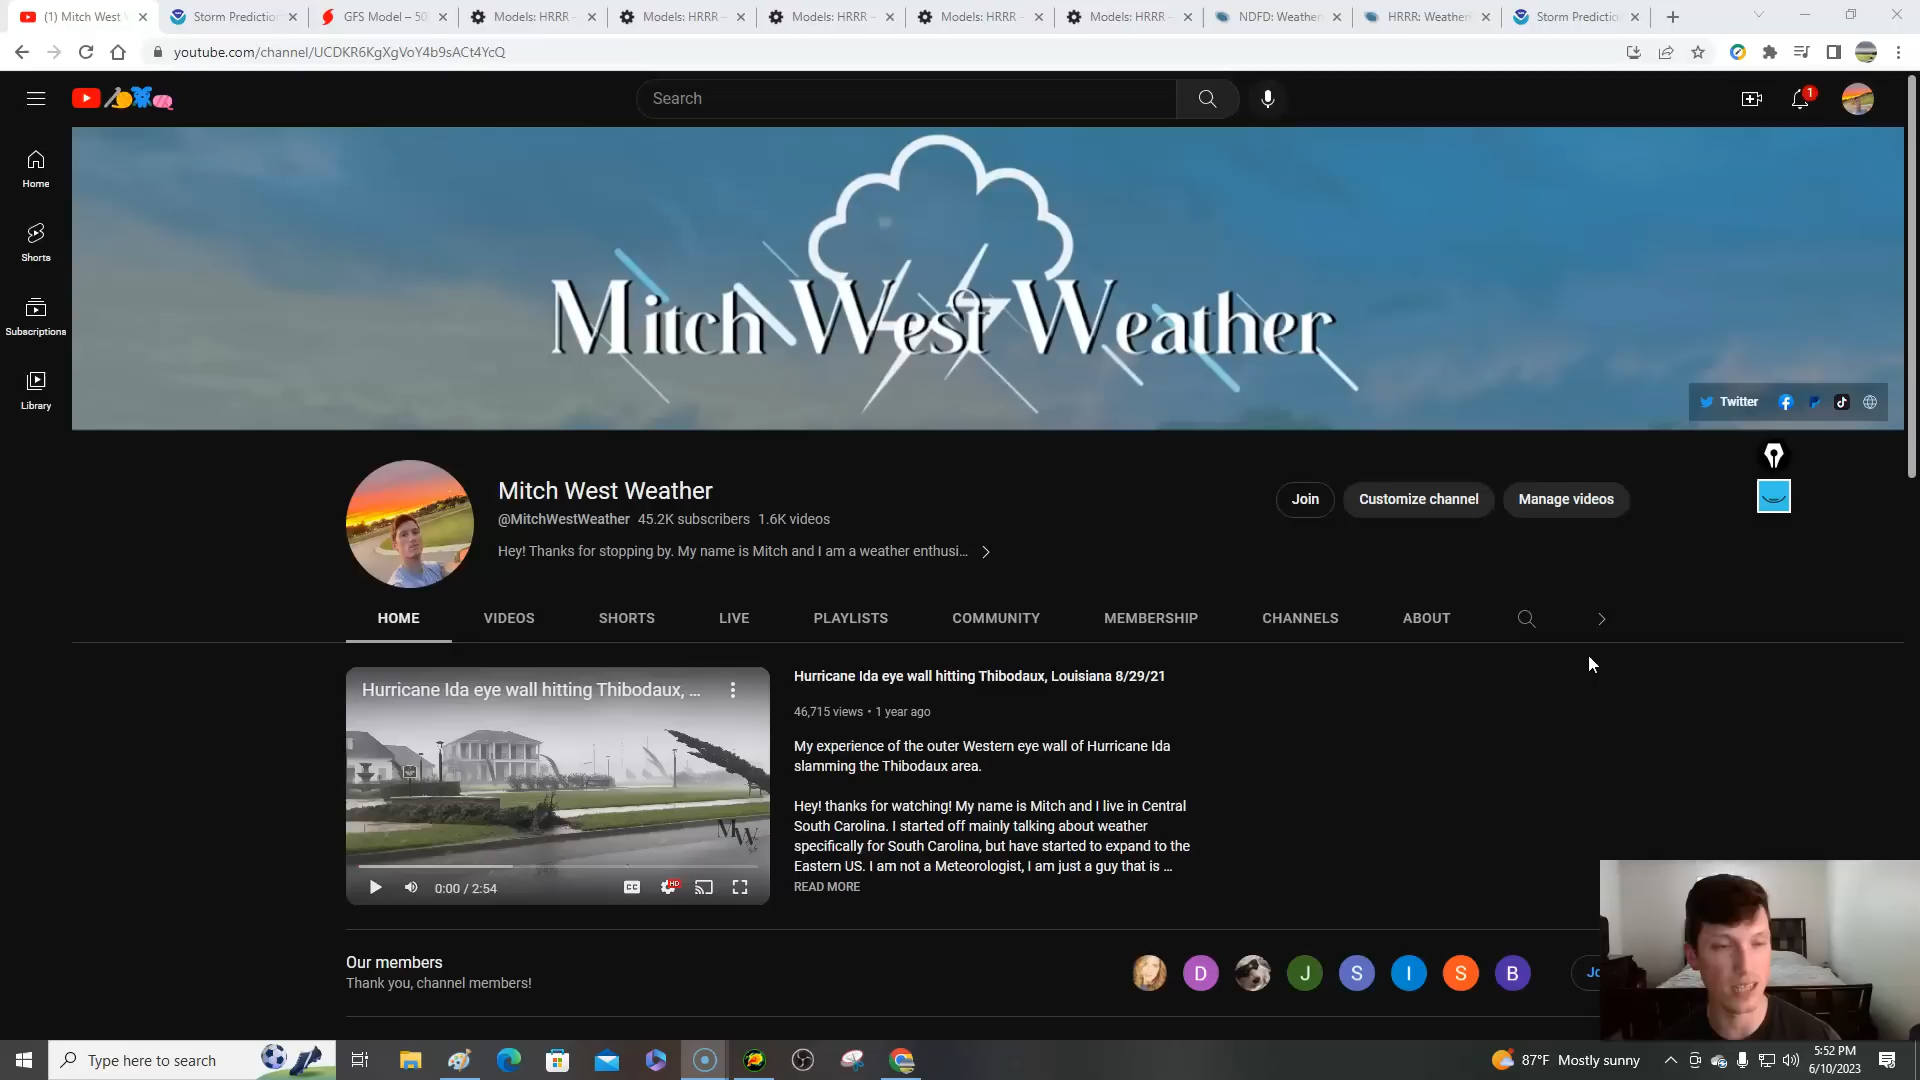 (1) Mitch West
Storm Predictio
GFS Model – 50
Models: HRRR
Models: HRRR
Models: HRRR
Models: HRRR
Models: HRRR
NDFD: Weather
HRRR: Weather
Storm Predictio
youtube.com/channel/UCDKR6KgXgVoY4b9sACt4YcQ
Search
1
Home
Shorts
Subscriptions
Library
Mitch West Weather
Twitter
Mitch West Weather
@MitchWestWeather 45.2K subscribers 1.6K videos
Hey! Thanks for stopping by. My name is Mitch and I am a weather enthusi...
Join
Customize channel
Manage videos
HOME
VIDEOS
SHORTS
LIVE
PLAYLISTS
COMMUNITY
MEMBERSHIP
CHANNELS
ABOUT
Hurricane Ida eye wall hitting Thibodaux, ...
MW
0:00 / 2:54
CC
HD
Hurricane Ida eye wall hitting Thibodaux, Louisiana 8/29/21
46,715 views • 1 year ago
My experience of the outer Western eye wall of Hurricane Ida
slamming the Thibodaux area.
Hey! thanks for watching! My name is Mitch and I live in Central
South Carolina. I started off mainly talking about weather
specifically for South Carolina, but have started to expand to the
Eastern US. I am not a Meteorologist, I am just a guy that is ...
READ MORE
Our members
Thank you, channel members!
D
J
S
I
S
B
Jo
Type here to search
87°F Mostly sunny
5:52 PM
6/10/2023